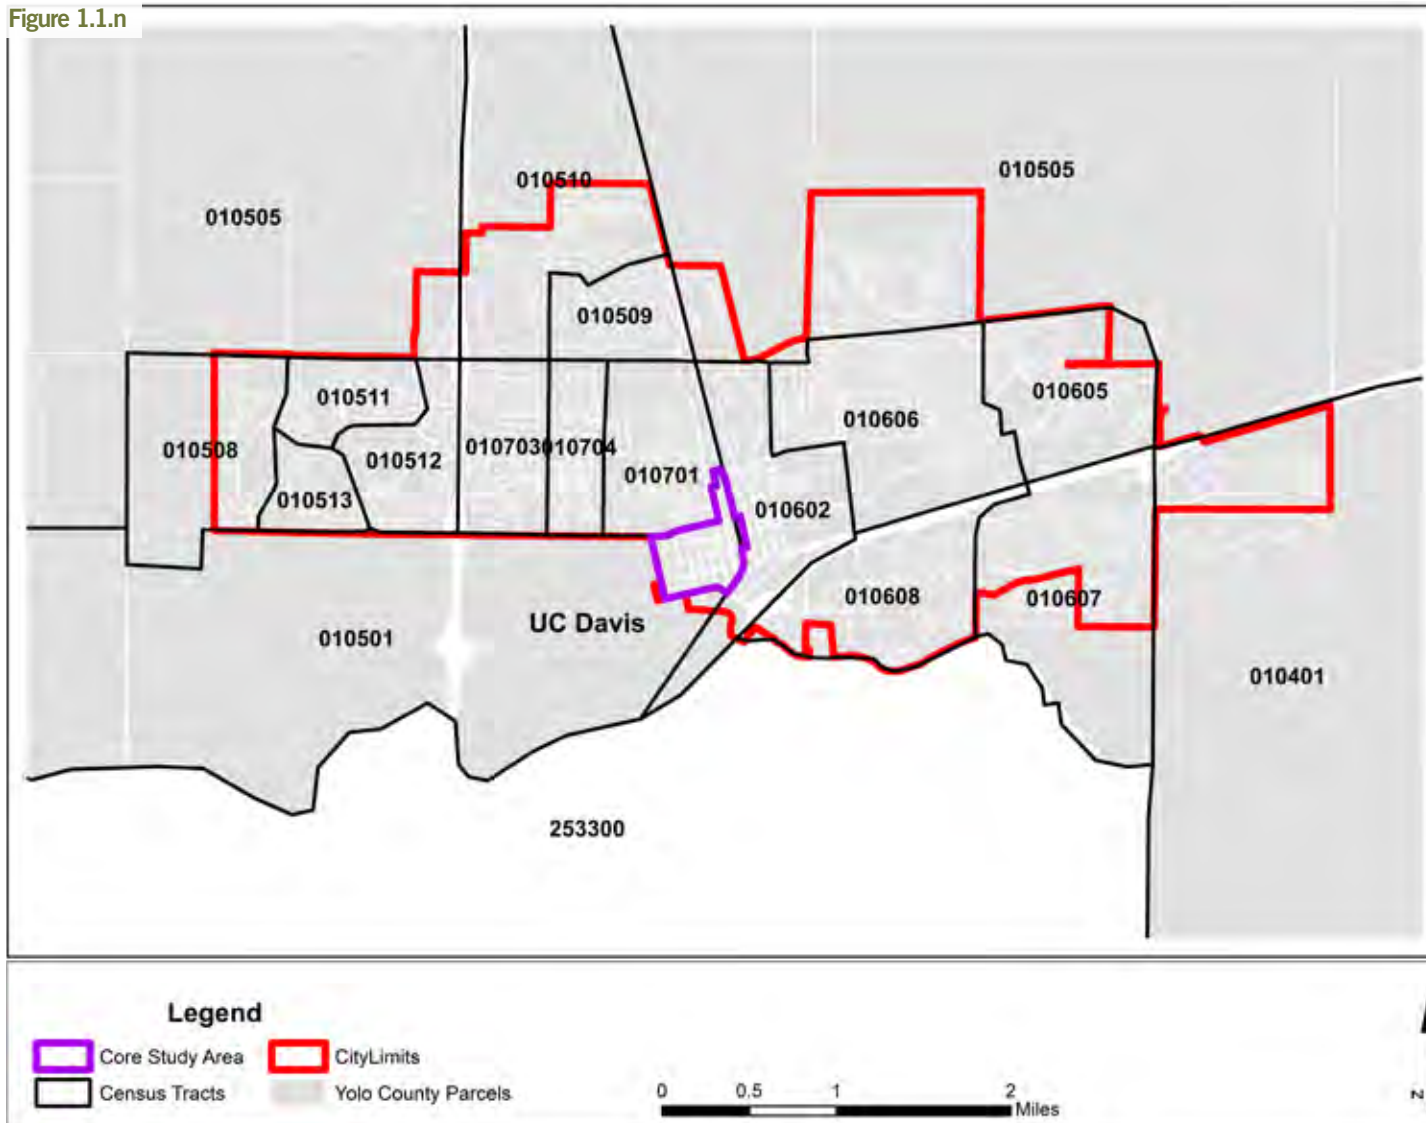 Figure 1.1.n
010505
010510
010505
010509
010511
010605
010606
010508
010512
010703
010704
010701
010513
010602
010608
010607
UC Davis
010501
010401
253300
Legend
Core Study Area
CityLimits
Census Tracts
Yolo County Parcels
0 0.5 1 2
Miles
z